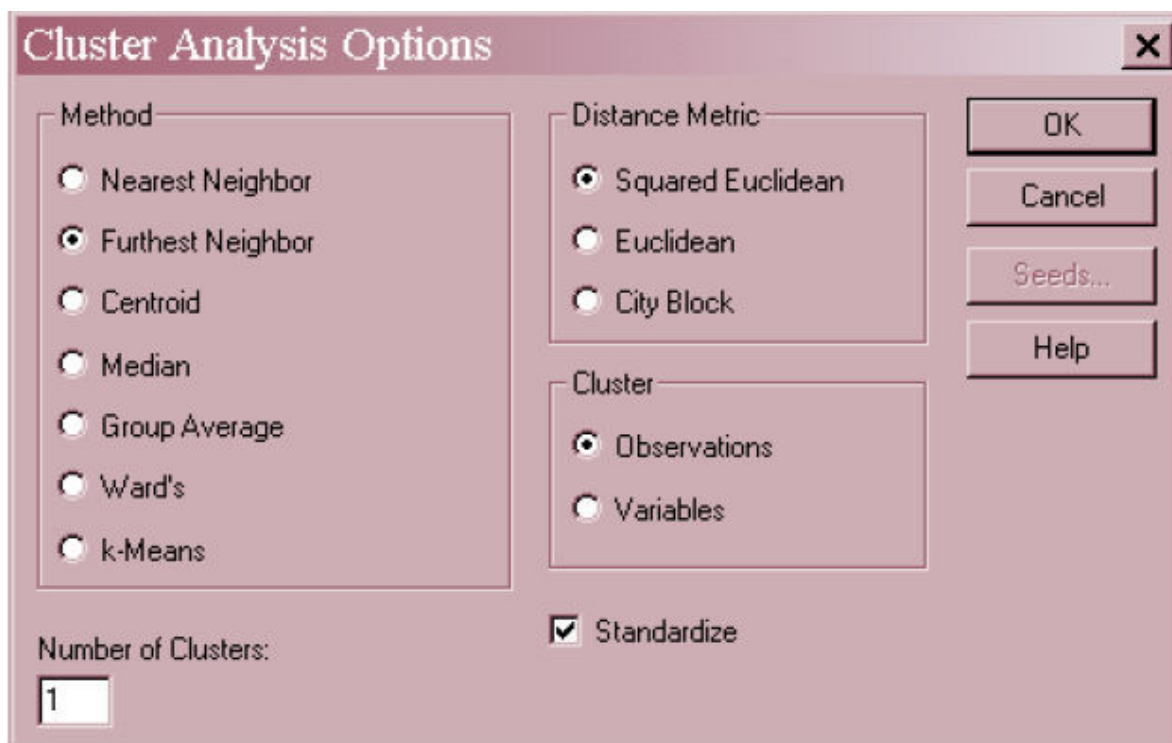 Cluster Analysis Options
Method
Nearest Neighbor
Furthest Neighbor
Centroid
Median
Group Average
Ward's
k-Means
Number of Clusters:
1
Distance Metric
Squared Euclidean
Euclidean
City Block
Cluster
Observations
Variables
Standardize
OK
Cancel
Seeds...
Help